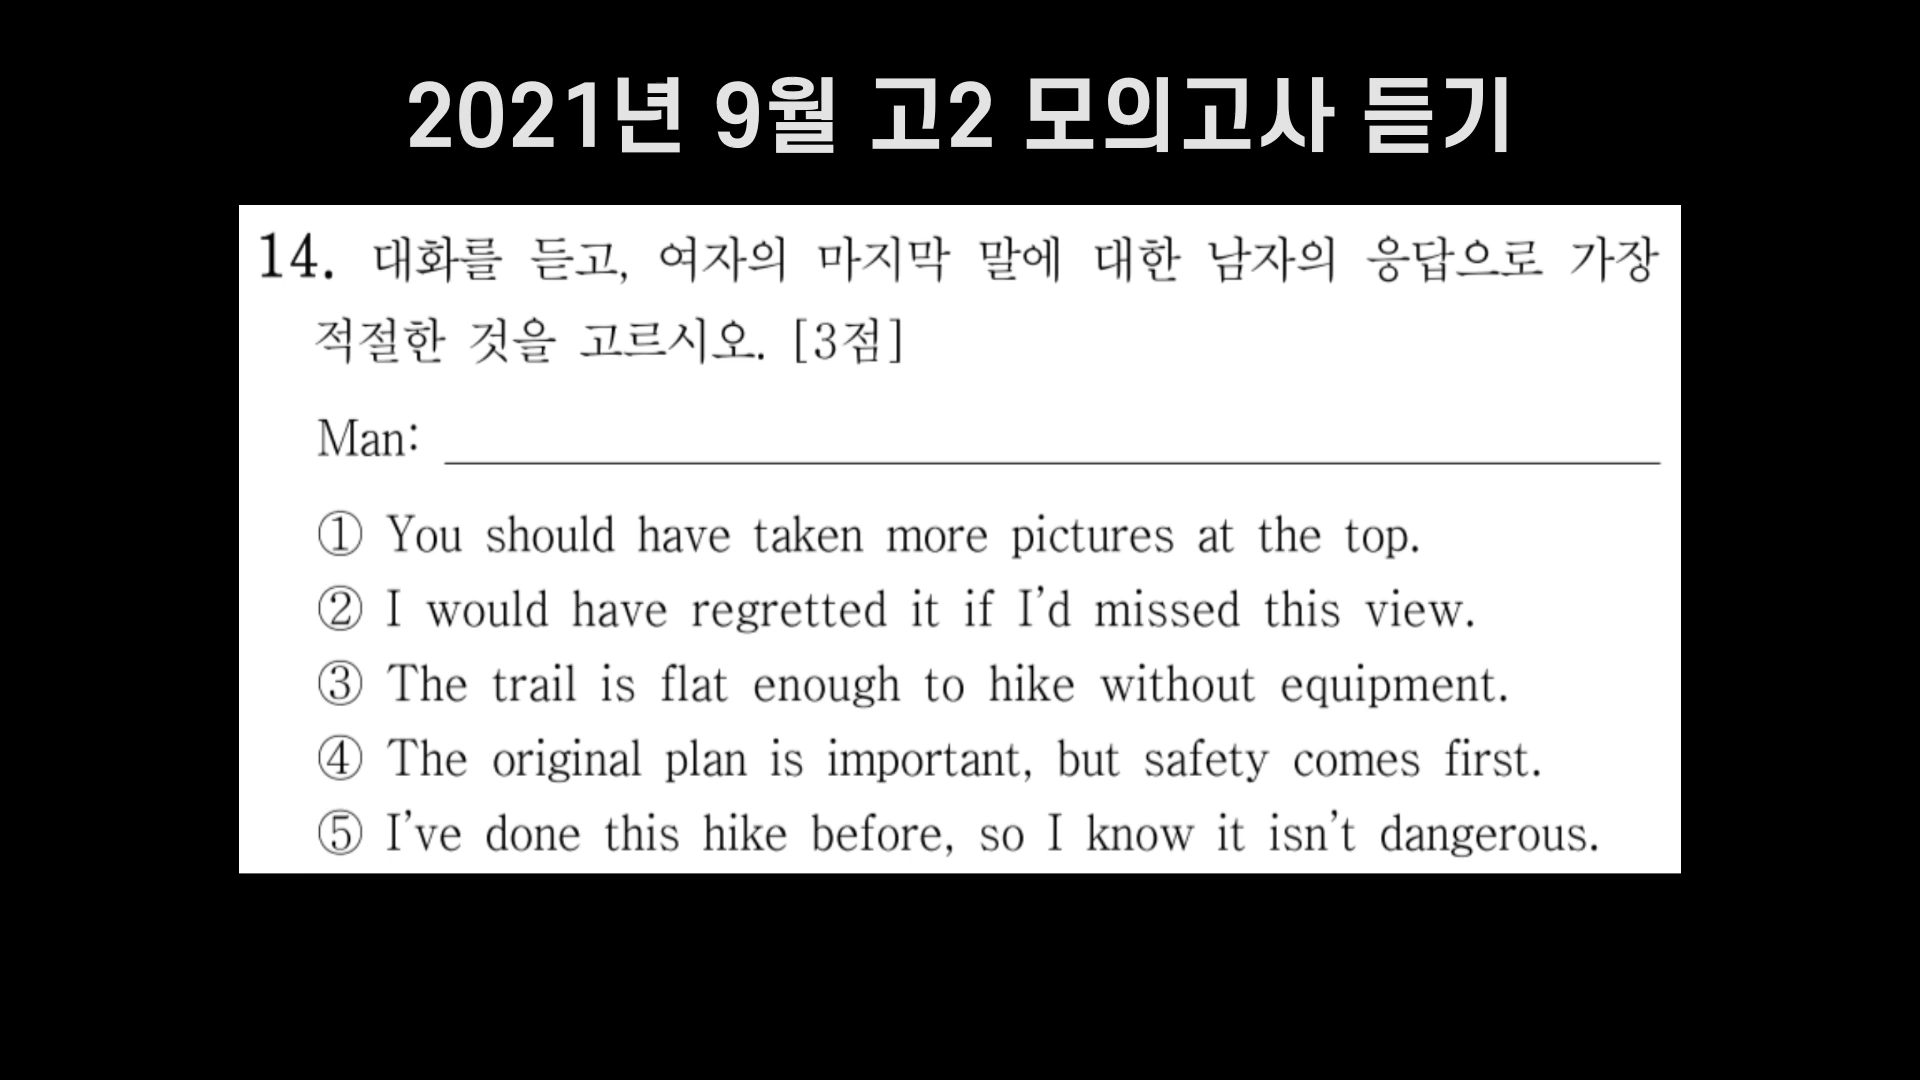 2021년 9월 고2 모의고사 듣기
14. 대화를 듣고, 여자의 마지막 말에 대한 남자의 응답으로 가장
적절한 것을 고르시오. [3점]
Man:
① You should have taken more pictures at the top.
② I would have regretted it if I’d missed this view.
③ The trail is flat enough to hike without equipment.
④ The original plan is important, but safety comes first.
⑤ I’ve done this hike before, so I know it isn’t dangerous.